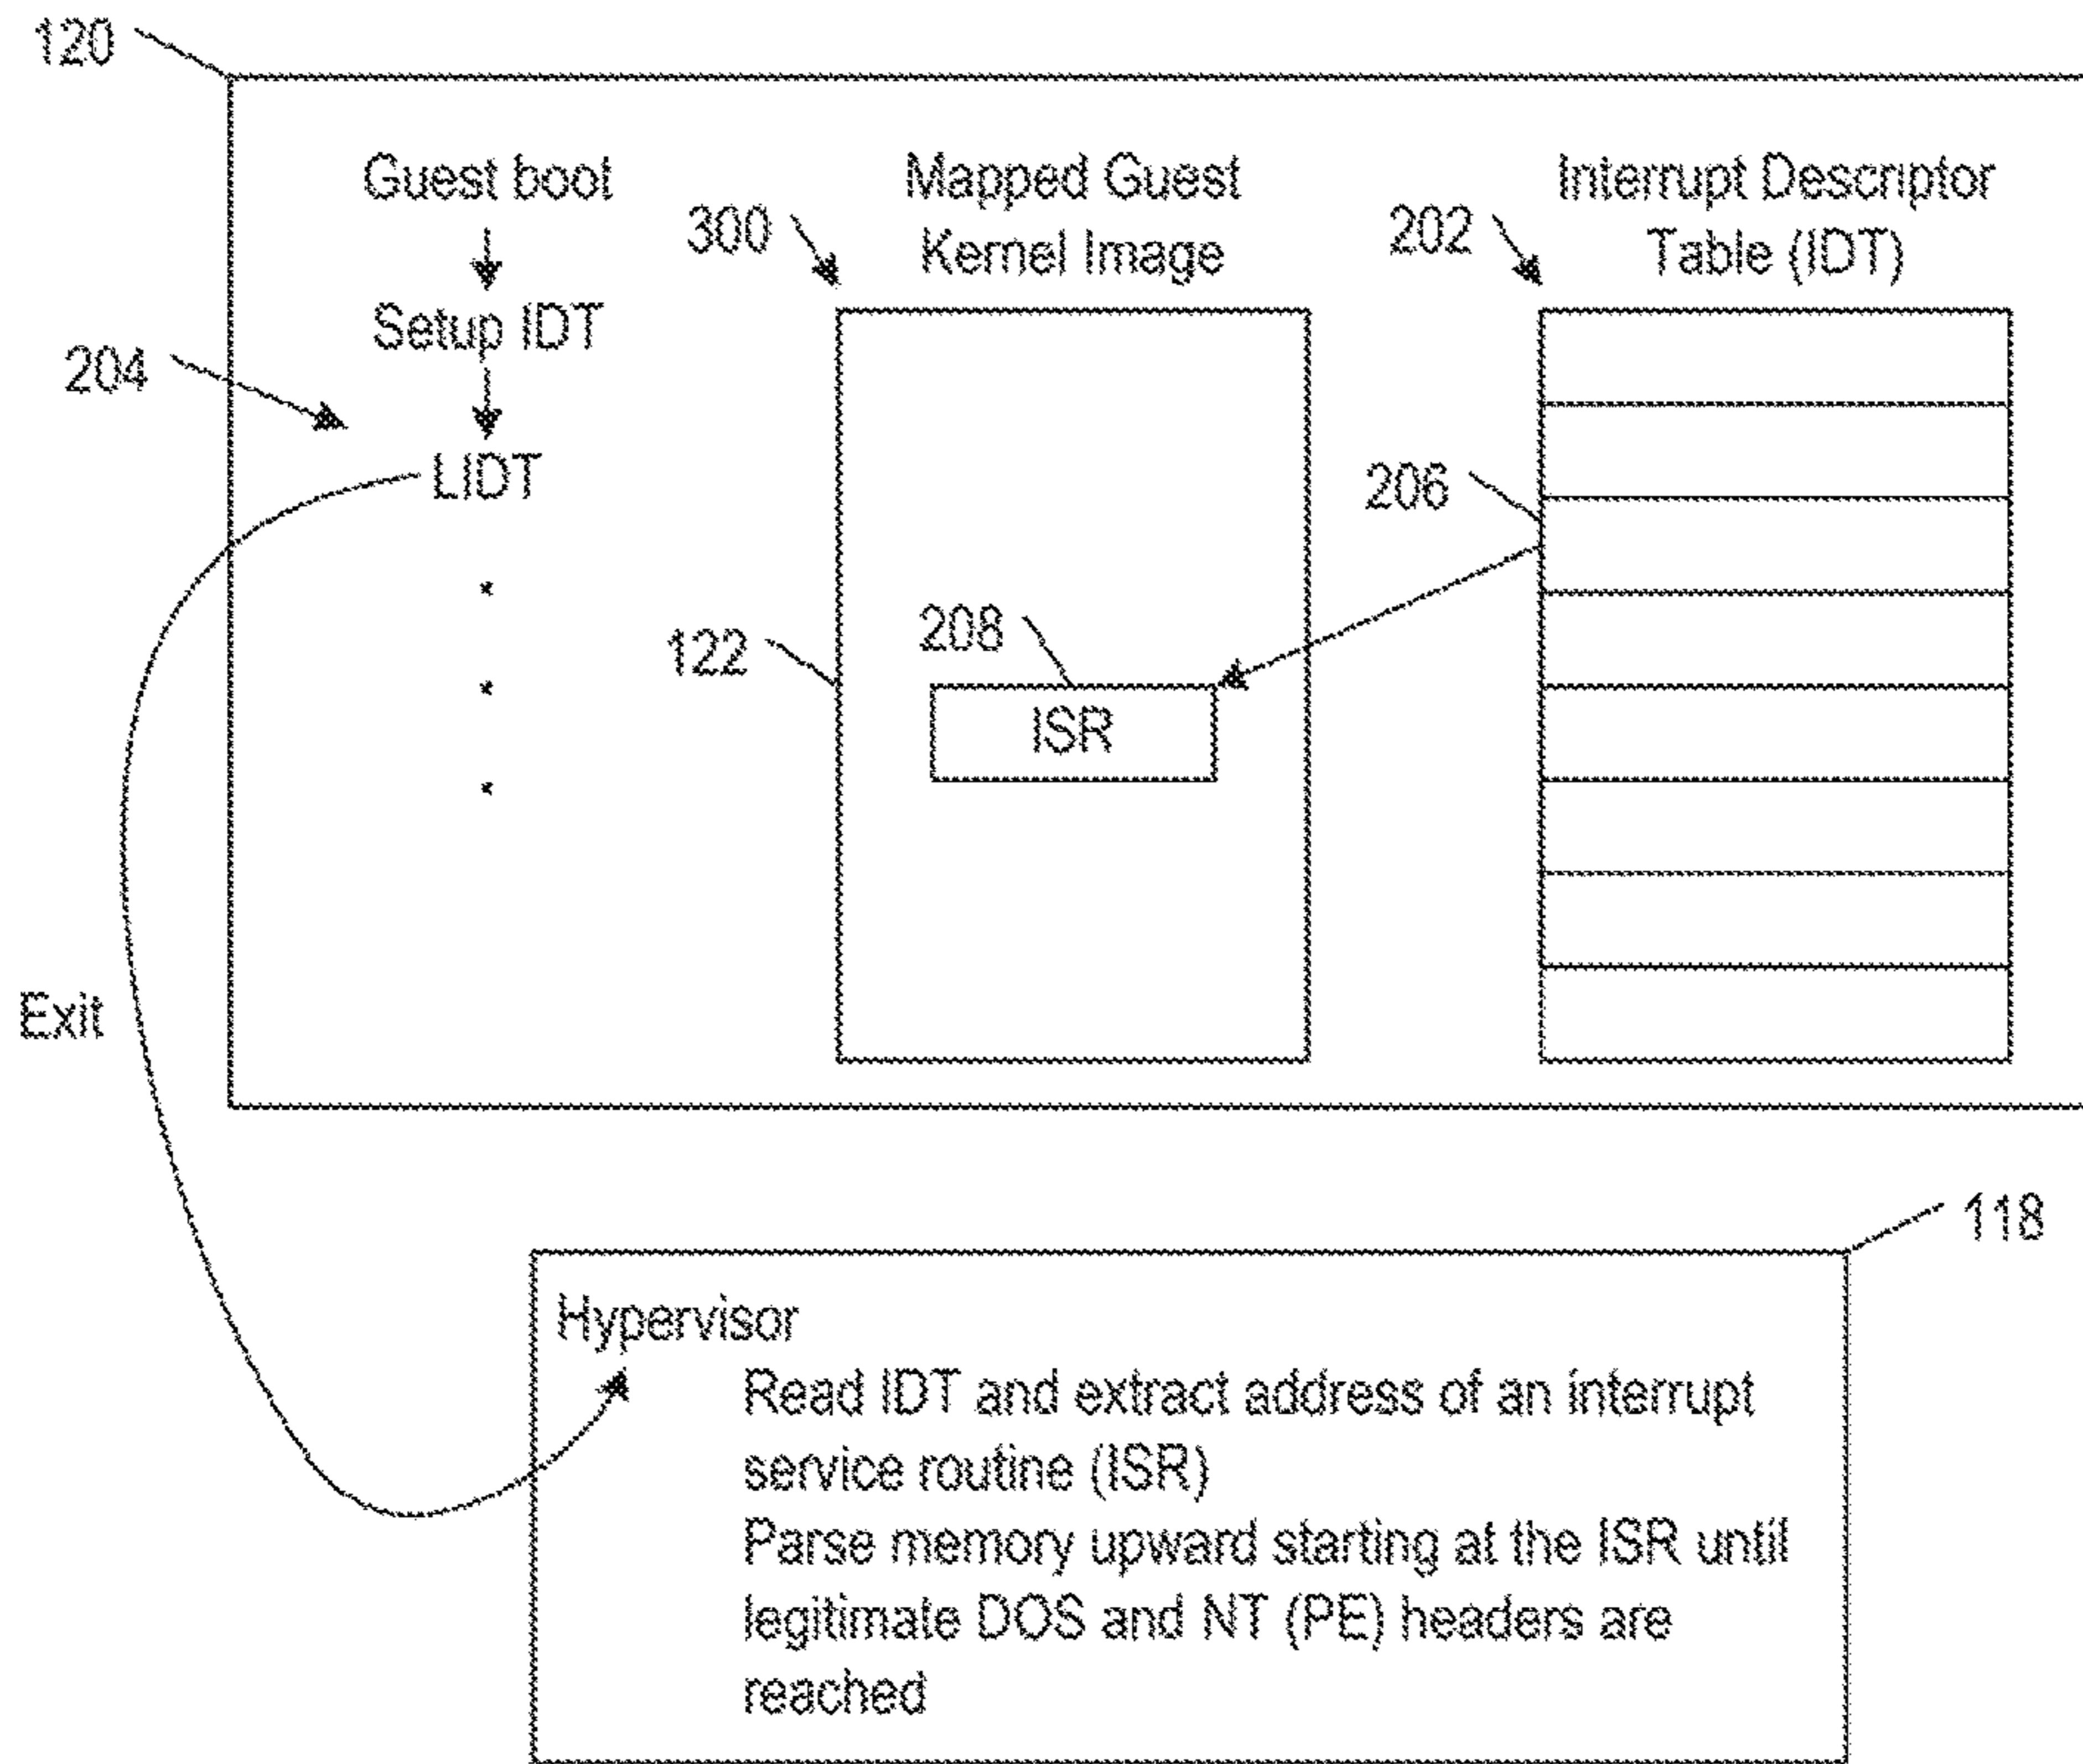 120
Guest boot
Setup IDT
204
LIDT
.
.
.
Exit
300
Mapped Guest
Kernel Image
122
208
ISR
202
Interrupt Descriptor
Table (IDT)
206
118
Hypervisor
Read IDT and extract address of an interrupt
service routine (ISR)
Parse memory upward starting at the ISR until
legitimate DOS and NT (PE) headers are
reached